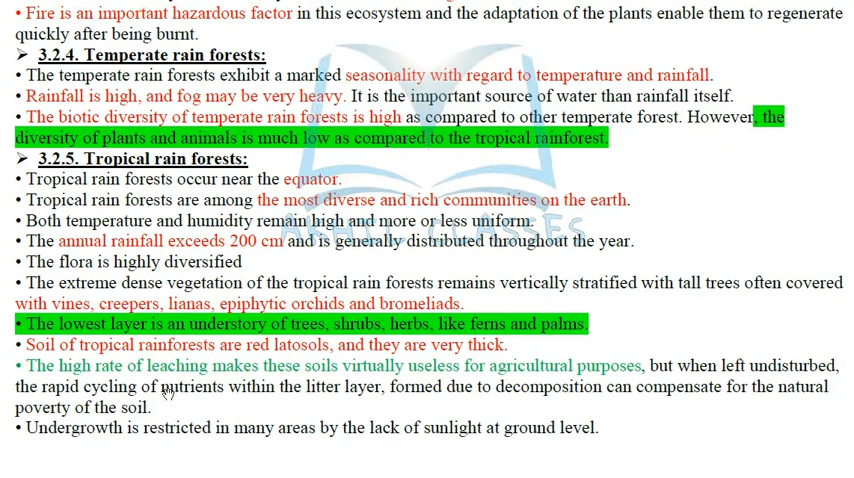 • Fire is an important hazardous factor in this ecosystem and the adaptation of the plants enable them to regenerate
quickly after being burnt.
➢ 3.2.4. Temperate rain forests:
• The temperate rain forests exhibit a marked seasonality with regard to temperature and rainfall.
• Rainfall is high, and fog may be very heavy. It is the important source of water than rainfall itself.
• The biotic diversity of temperate rain forests is high as compared to other temperate forest. However, the
diversity of plants and animals is much low as compared to the tropical rainforest.
➢ 3.2.5. Tropical rain forests:
• Tropical rain forests occur near the equator.
• Tropical rain forests are among the most diverse and rich communities on the earth.
• Both temperature and humidity remain high and more or less uniform.
AKHIL CLASSES
• The annual rainfall exceeds 200 cm and is generally distributed throughout the year.
• The flora is highly diversified
• The extreme dense vegetation of the tropical rain forests remains vertically stratified with tall trees often covered
with vines, creepers, lianas, epiphytic orchids and bromeliads.
• The lowest layer is an understory of trees, shrubs, herbs, like ferns and palms.
• Soil of tropical rainforests are red latosols, and they are very thick.
• The high rate of leaching makes these soils virtually useless for agricultural purposes, but when left undisturbed,
the rapid cycling of nutrients within the litter layer, formed due to decomposition can compensate for the natural
poverty of the soil.
• Undergrowth is restricted in many areas by the lack of sunlight at ground level.